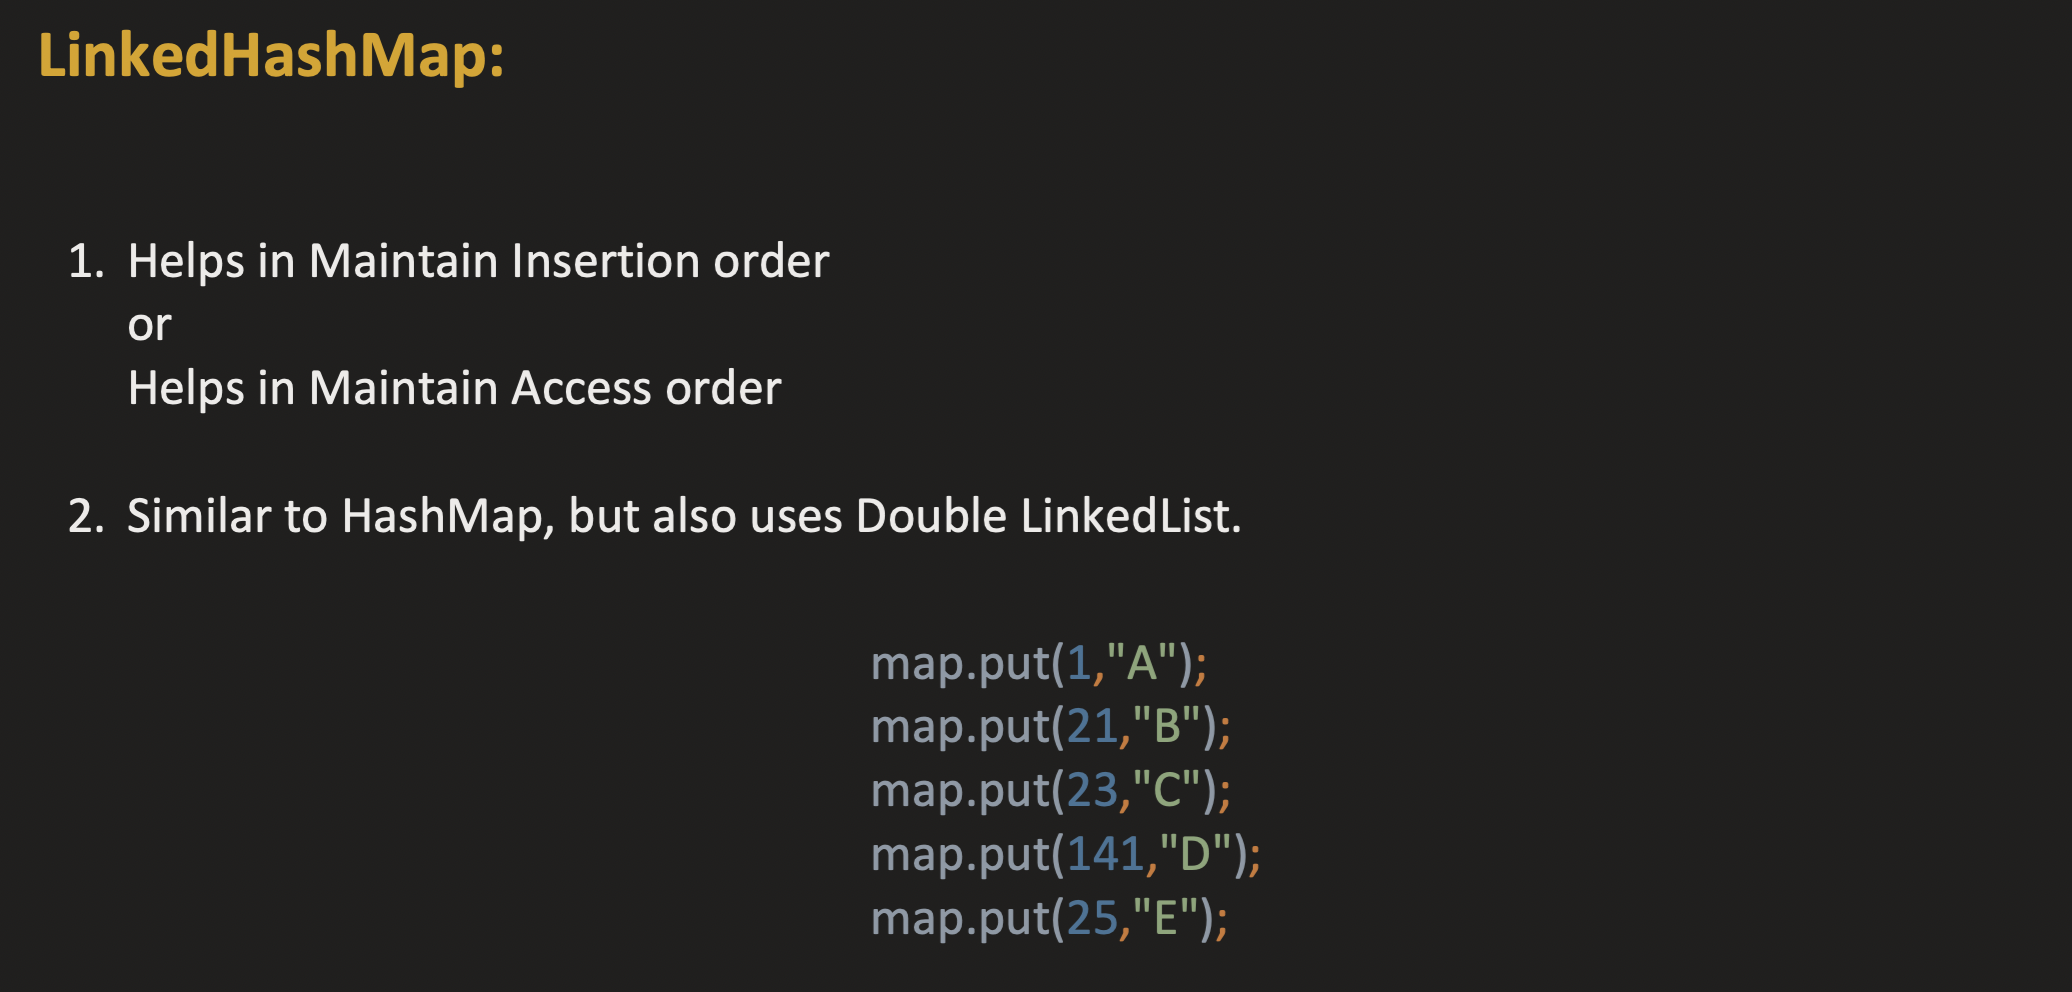 LinkedHashMap:
1. Helps in Maintain Insertion order
or
Helps in Maintain Access order
2. Similar to HashMap, but also uses Double LinkedList.
map.put(1,"A");
map.put(21,"B");
map.put(23,"C");
map.put(141,"D");
map.put(25,"E");